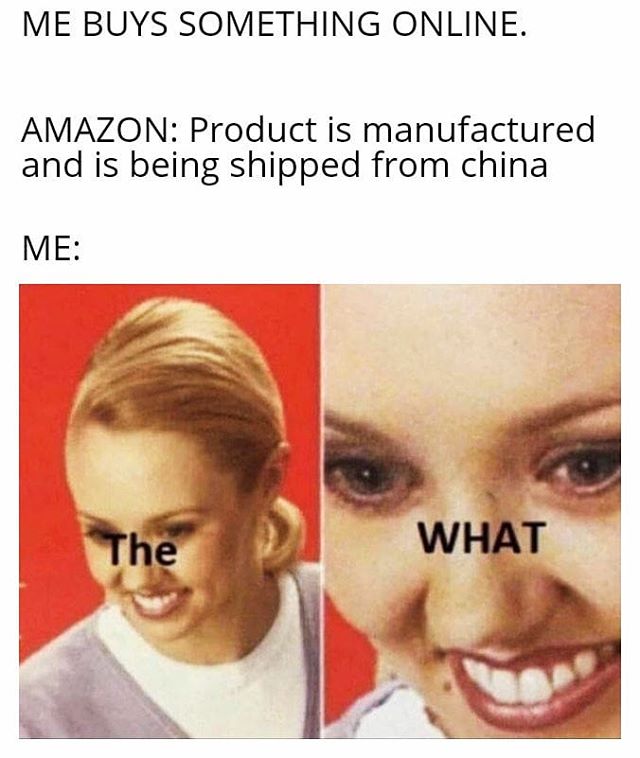 ME BUYS SOMETHING ONLINE.
AMAZON: Product is manufactured
and is being shipped from china
ME:
The
WHAT